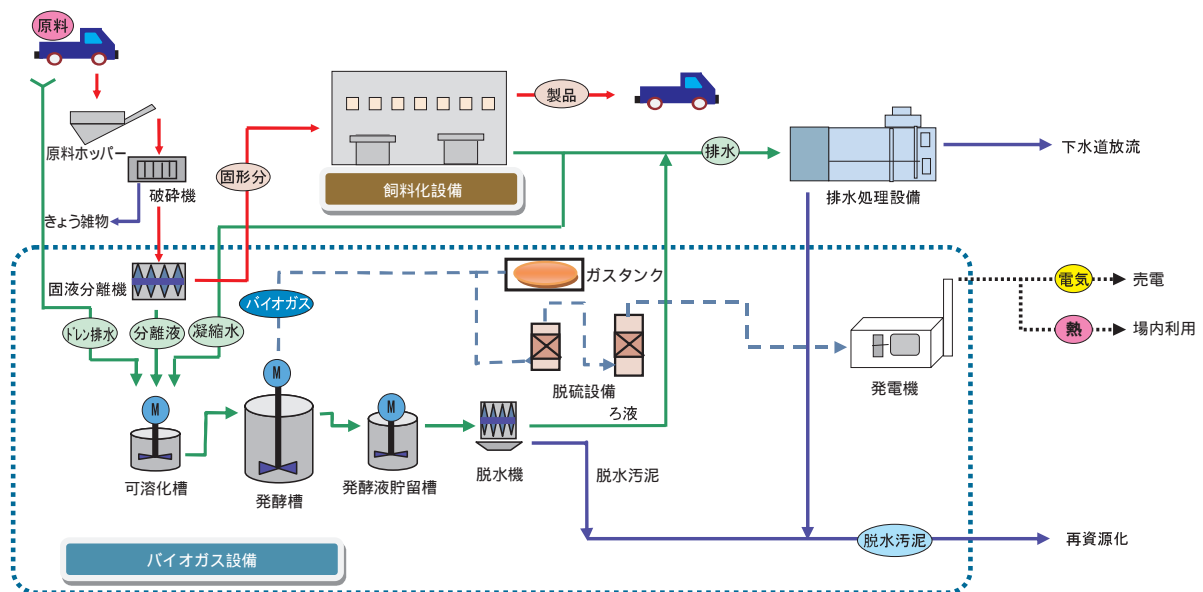 原料
原料ホッパー
破砕機
きょう雑物
固形分
製品
飼料化設備
排水
排水処理設備
下水道放流
固液分離機
ドレン排水
分離液
凝縮水
バイオガス
ガスタンク
脱硫設備
発電機
電気
売電
熱
場内利用
M
M
M
可溶化槽
発酵槽
発酵液貯留槽
脱水機
ろ液
脱水汚泥
脱水汚泥
再資源化
バイオガス設備